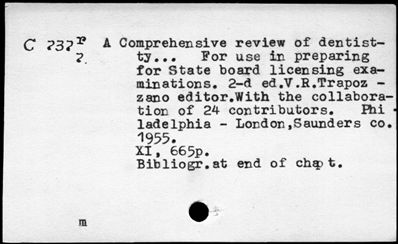 C 232r A Comprehensive review of dentist-
2. ty... For use in preparing
for State board licensing exa-
minations. 2-d ed.V.R.Trapoz -
zano editor.With the collabora-
tion of 24 contributors. Phi
ladelphia - London,Saunders co.
1955.
XI, 665p.
Bibliogr.at end of chapt.
m